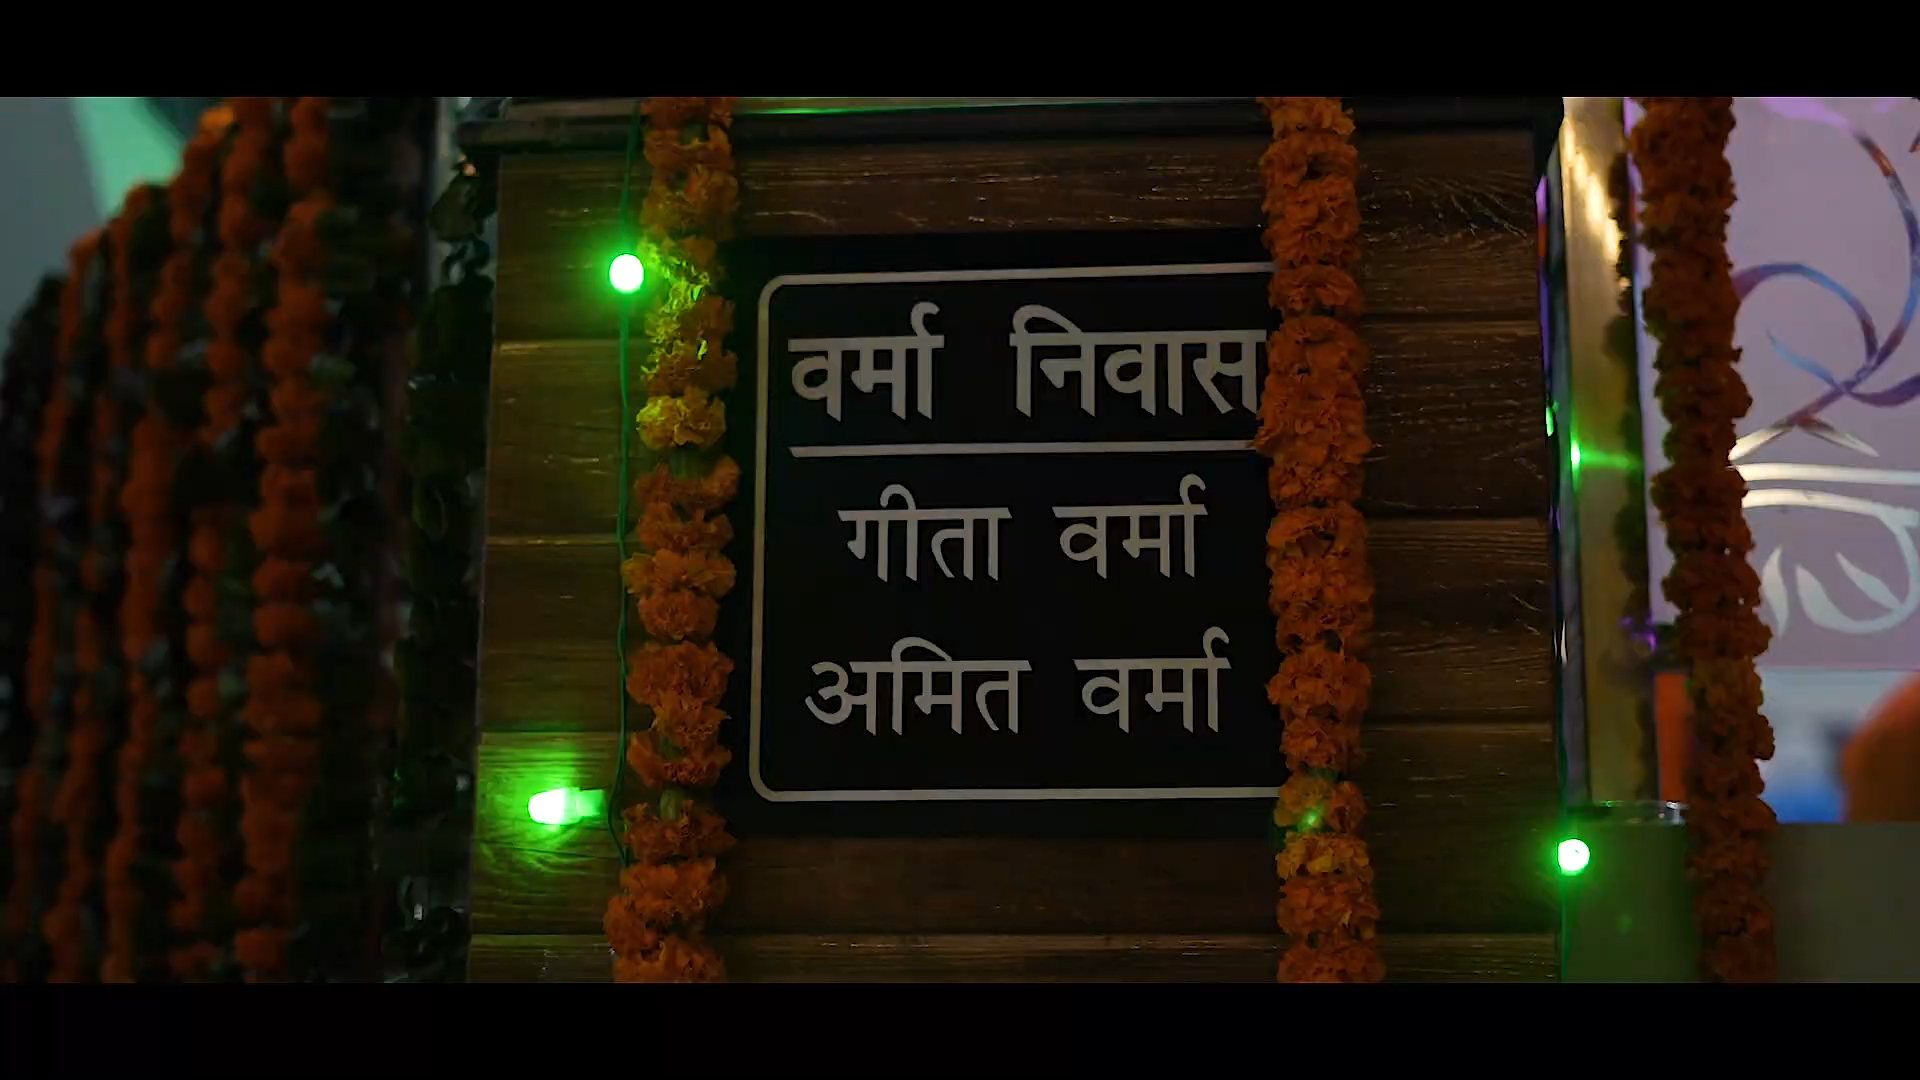 वर्मा निवास
गीता वर्मा
अमित वर्मा